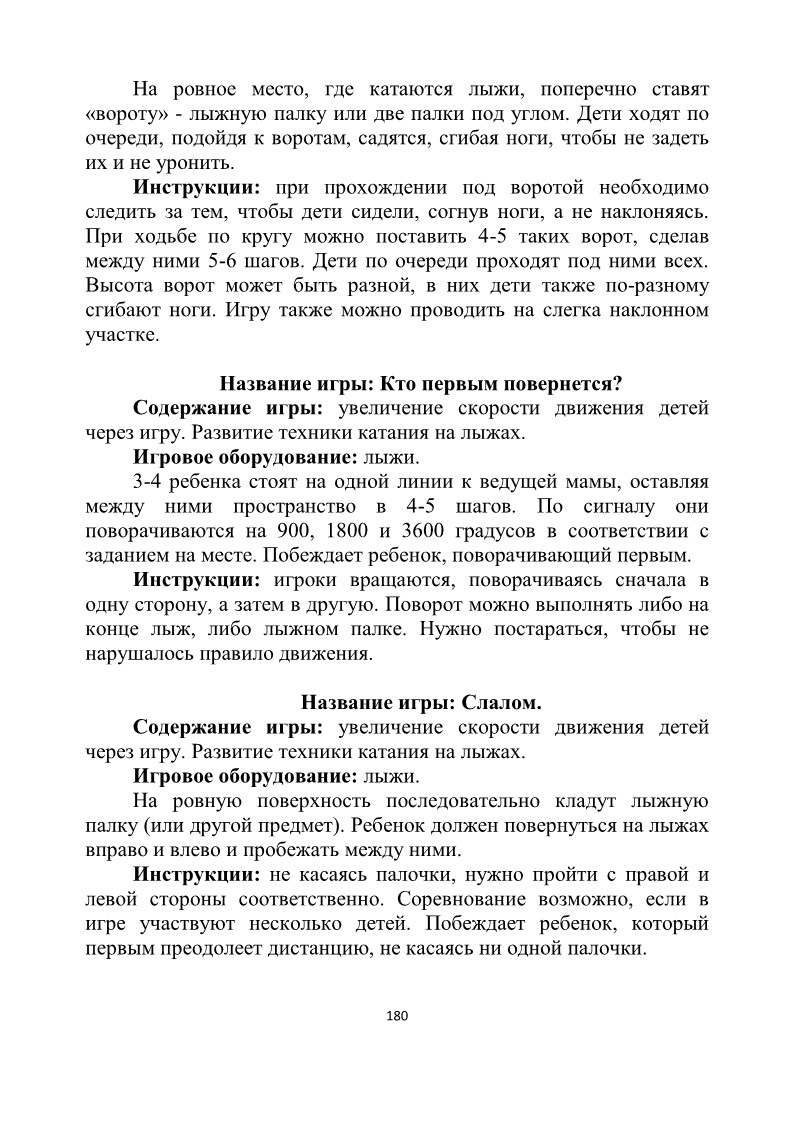 На ровное место, где катаются лыжи, поперечно ставят
«вороту» - лыжную палку или две палки под углом. Дети ходят по
очереди, подойдя к воротам, садятся, сгибая ноги, чтобы не задеть
их и не уронить.
Инструкции: при прохождении под воротой необходимо
следить за тем, чтобы дети сидели, согнув ноги, а не наклоняясь.
При ходьбе по кругу можно поставить 4-5 таких ворот, сделав
между ними 5-6 шагов. Дети по очереди проходят под ними всех.
Высота ворот может быть разной, в них дети также по-разному
сгибают ноги. Игру также можно проводить на слегка наклонном
участке.
Название игры: Кто первым повернется?
Содержание игры: увеличение скорости движения детей
через игру. Развитие техники катания на лыжах.
Игровое оборудование: лыжи.
3-4 ребенка стоят на одной линии к ведущей мамы, оставляя
между ними пространство в 4-5 шагов. По сигналу они
поворачиваются на 900, 1800 и 3600 градусов в соответствии с
заданием на месте. Побеждает ребенок, поворачивающий первым.
Инструкции: игроки вращаются, поворачиваясь сначала в
одну сторону, а затем в другую. Поворот можно выполнять либо на
конце лыж, либо лыжном палке. Нужно постараться, чтобы не
нарушалось правило движения.
Название игры: Слалом.
Содержание игры: увеличение скорости движения детей
через игру. Развитие техники катания на лыжах.
Игровое оборудование: лыжи.
На ровную поверхность последовательно кладут лыжную
палку (или другой предмет). Ребенок должен повернуться на лыжах
вправо и влево и пробежать между ними.
Инструкции: не касаясь палочки, нужно пройти с правой и
левой стороны соответственно. Соревнование возможно, если в
игре участвуют несколько детей. Побеждает ребенок, который
первым преодолеет дистанцию, не касаясь ни одной палочки.
180